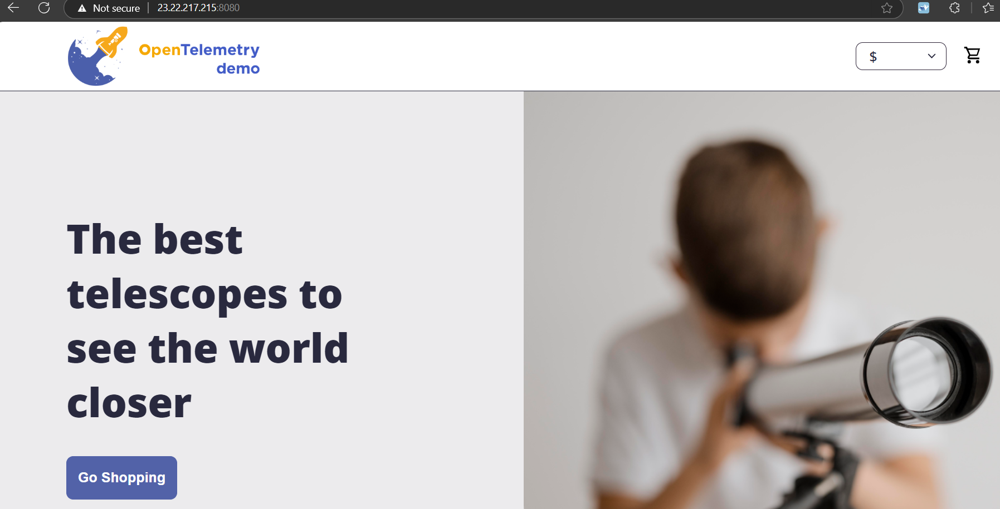 Not secure
23.22.217.215:8080
OpenTelemetry
demo
$
The best
telescopes to
see the world
closer
Go Shopping